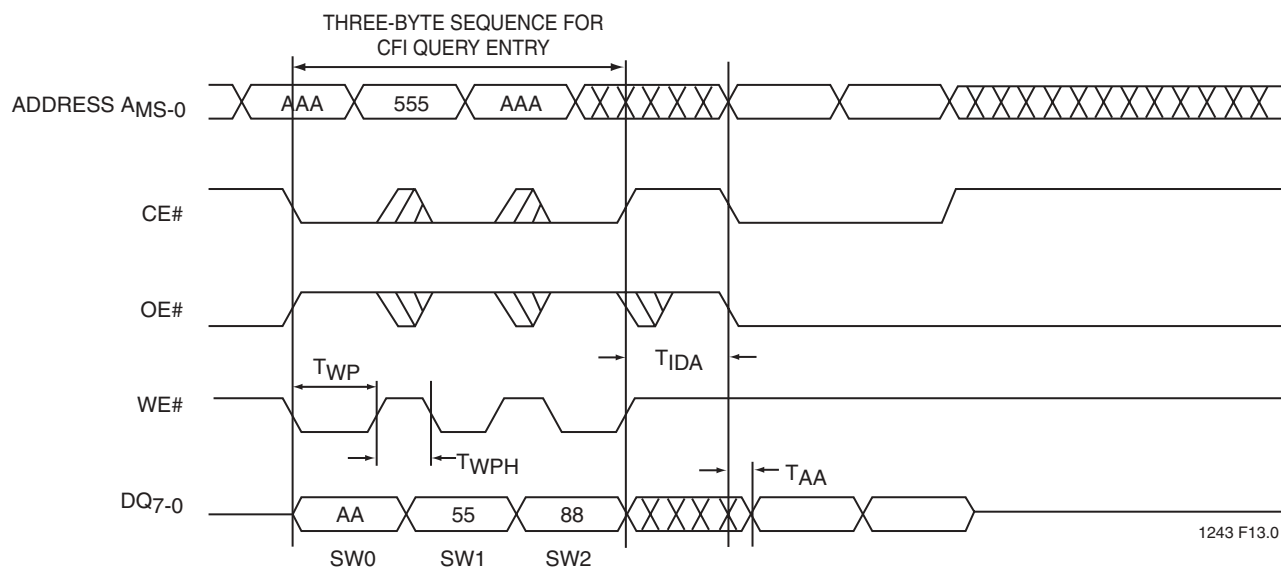 THREE-BYTE SEQUENCE FOR
CFI QUERY ENTRY
ADDRESS AMS-0
AAA
555
AAA
CE#
OE#
TIDA
TWP
WE#
TWPH
TAA
DQ7-0
AA
55
88
SW0
SW1
SW2
1243 F13.0